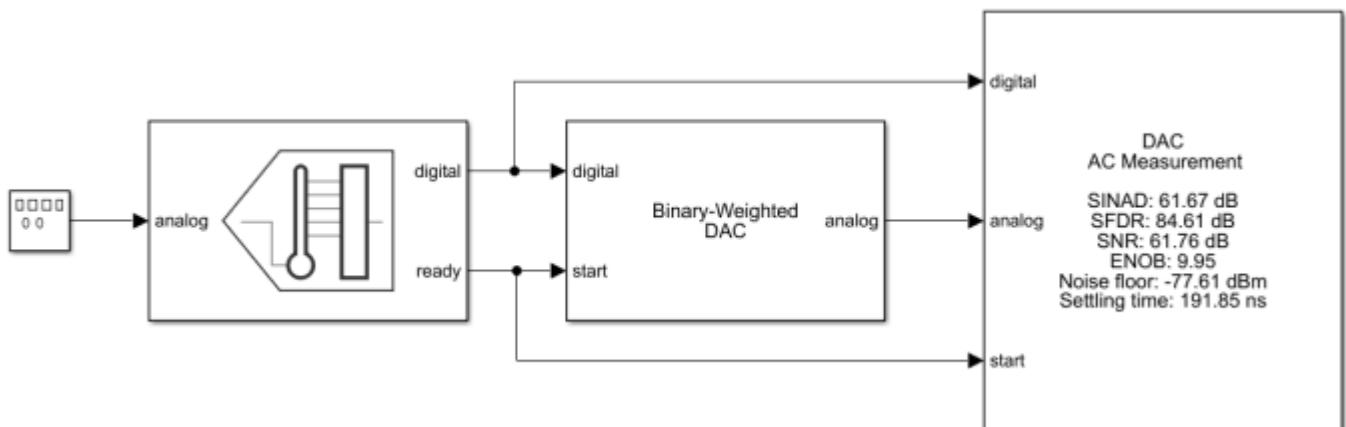 analog
digital
ready
digital
start
Binary-Weighted
DAC
analog
digital
analog
start
DAC
AC Measurement
SINAD: 61.67 dB
SFDR: 84.61 dB
SNR: 61.76 dB
ENOB: 9.95
Noise floor: -77.61 dBm
Settling time: 191.85 ns